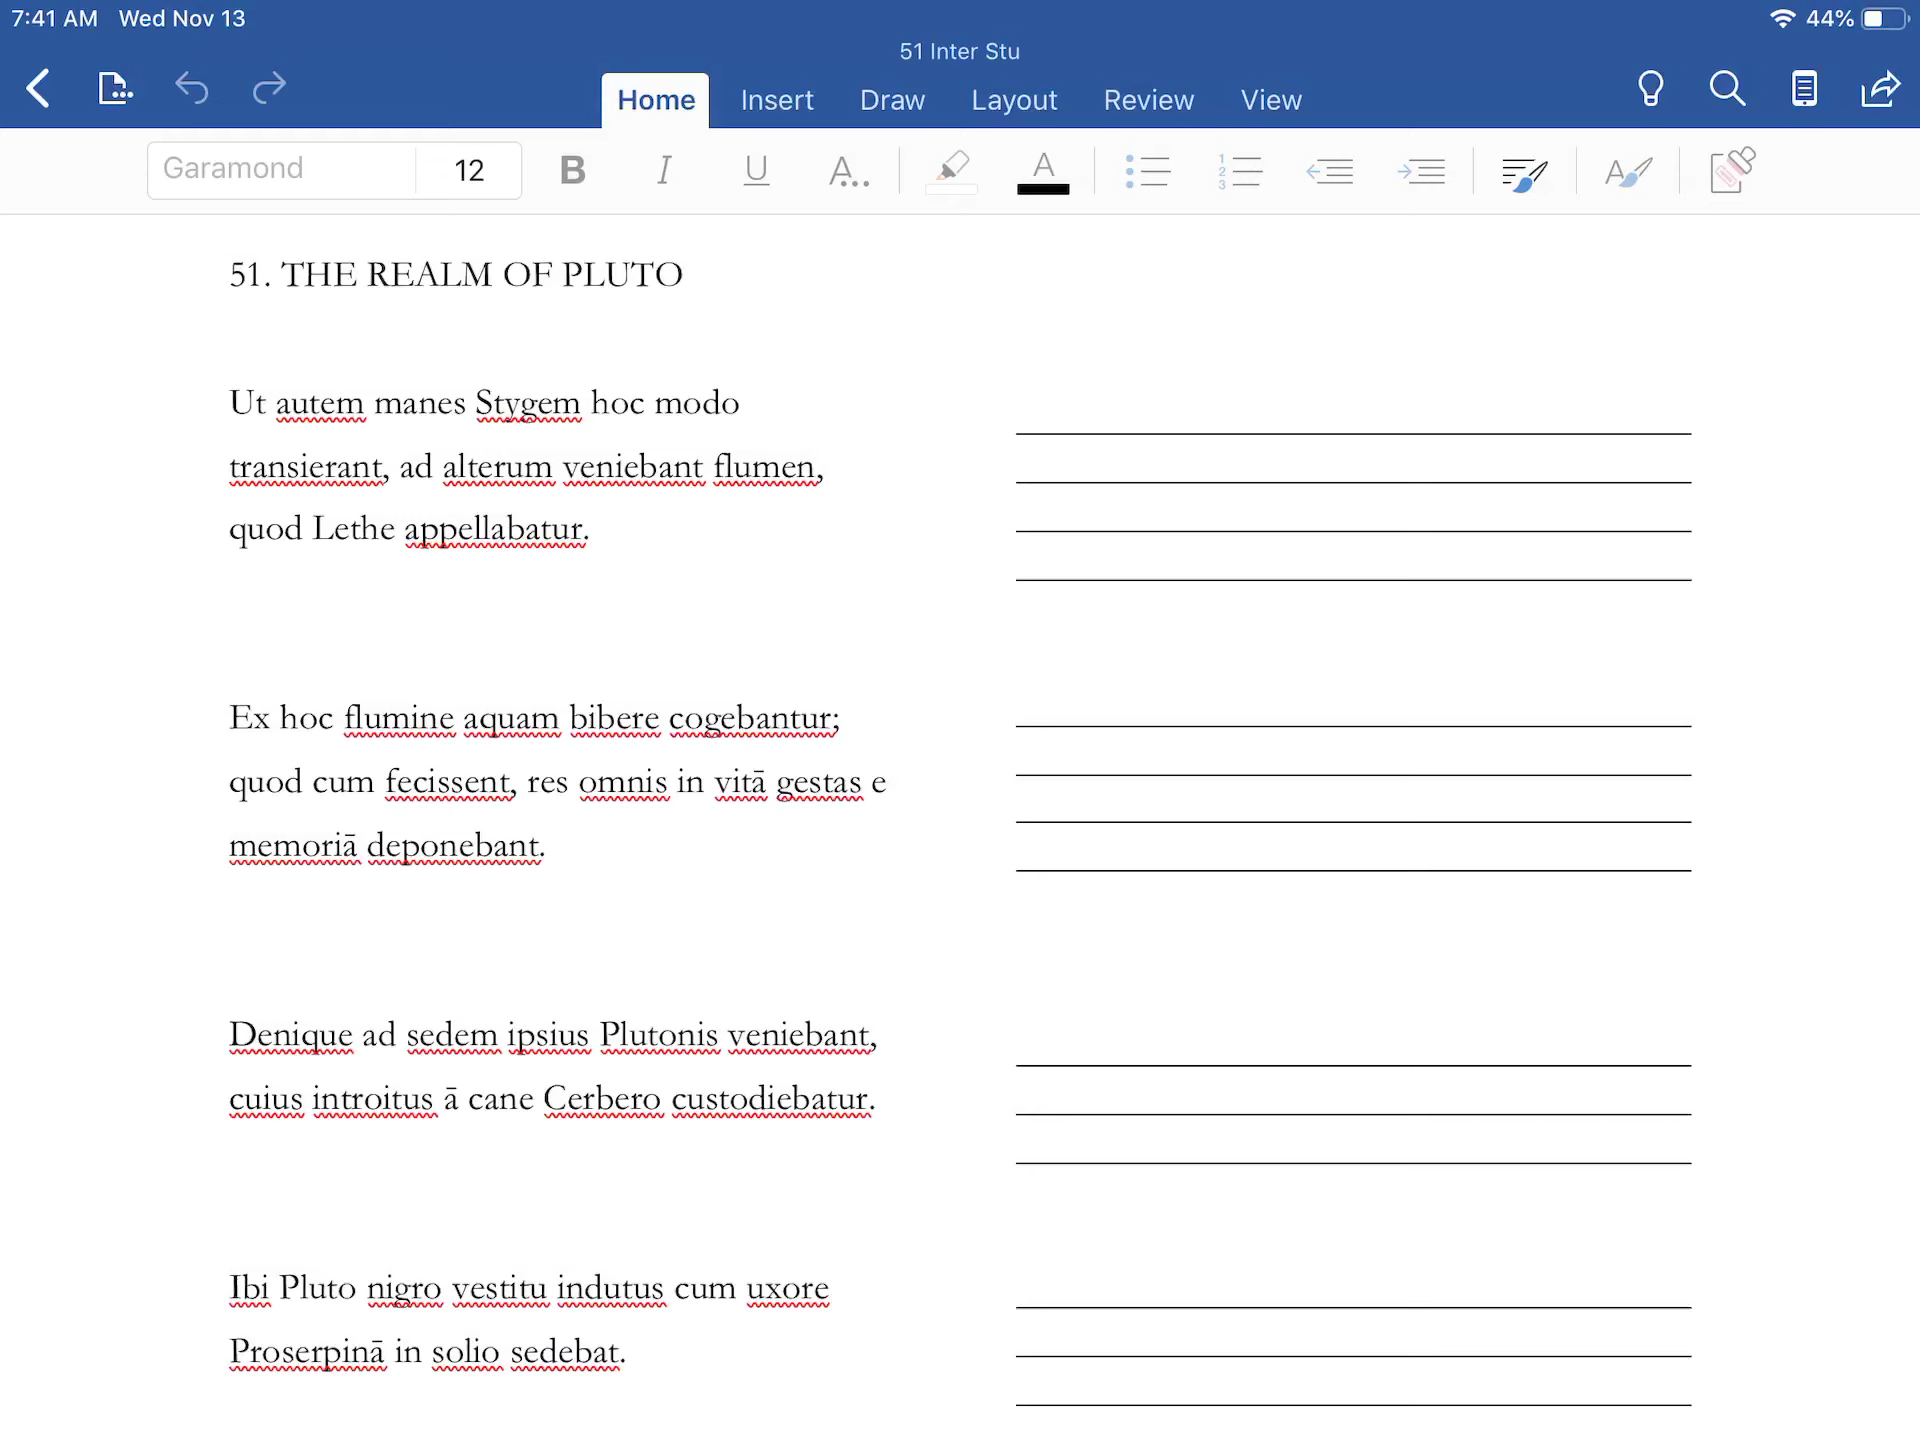 7:41 AM Wed Nov 13
44%
51 Inter Stu
Home Insert Draw Layout Review View
Garamond 12 B I U A... A
51. THE REALM OF PLUTO
Ut autem manes Stygem hoc modo
transierant, ad alterum veniebant flumen,
quod Lethe appellabatur.
Ex hoc flumine aquam bibere cogebantur;
quod cum fecissent, res omnis in vitā gestas e
memoriā deponebant.
Denique ad sedem ipsius Plutonis veniebant,
cuius introitus ā cane Cerbero custodiebatur.
Ibi Pluto nigro vestitu indutus cum uxore
Proserpinā in solio sedebat.